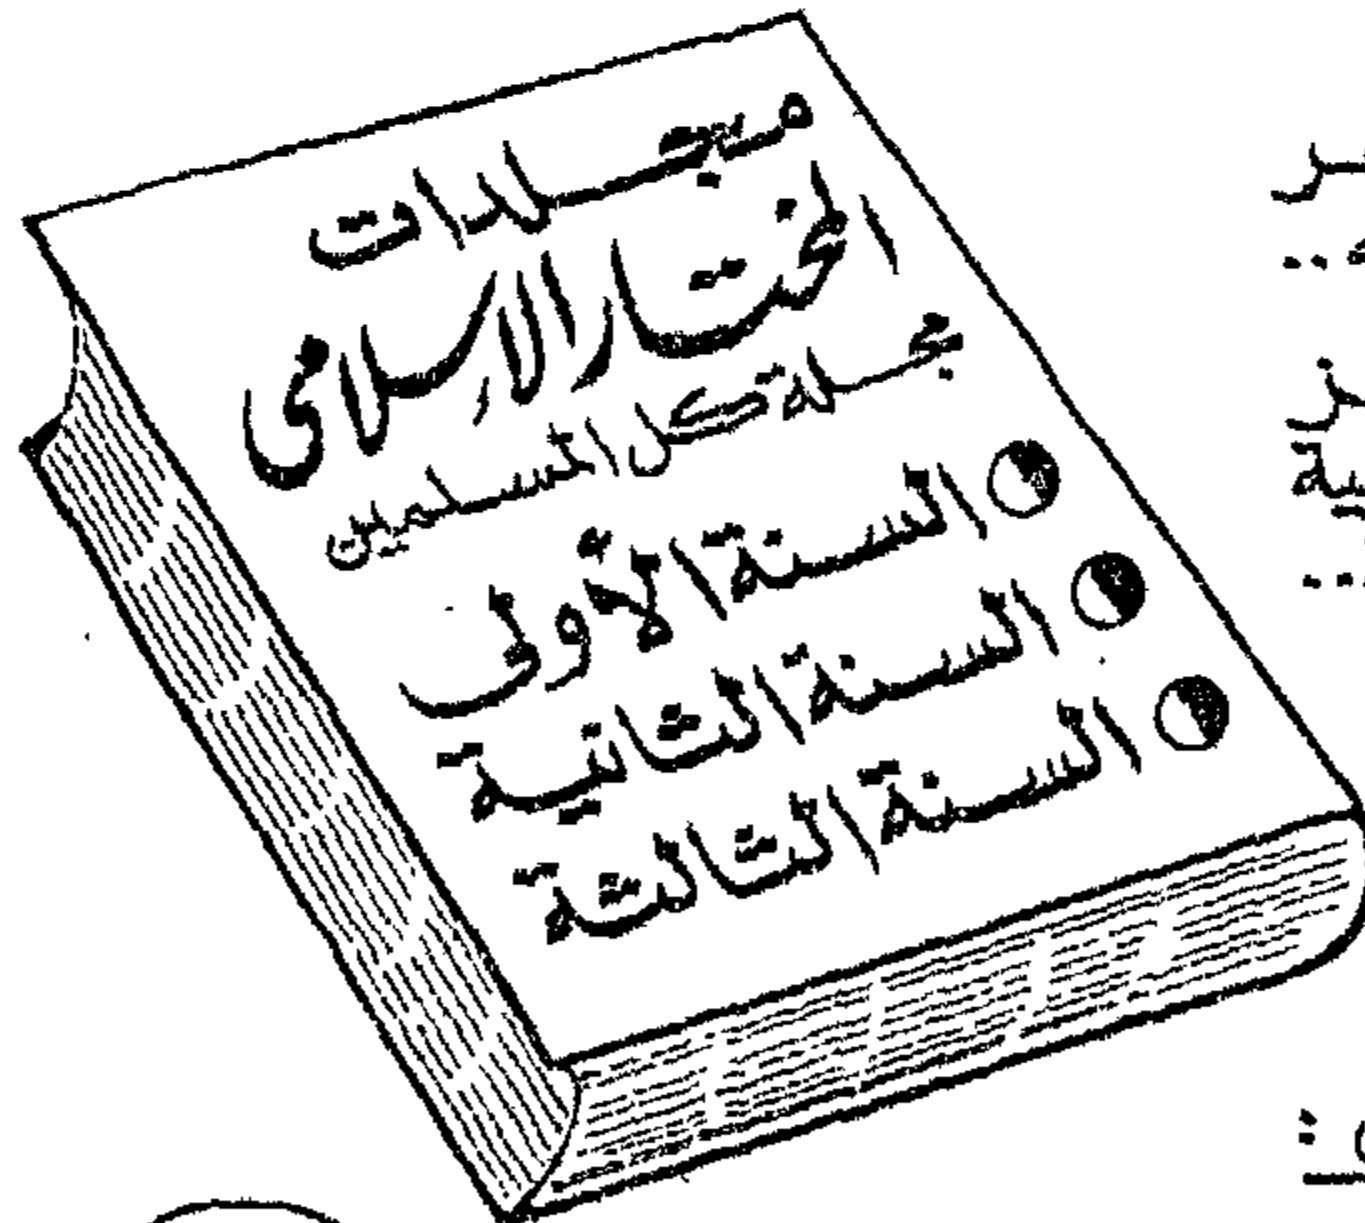 مجلدات
المختار الإسلامى
مجلة كل المسلمين
السنة الأولى
السنة الثانية
السنة الثالثة